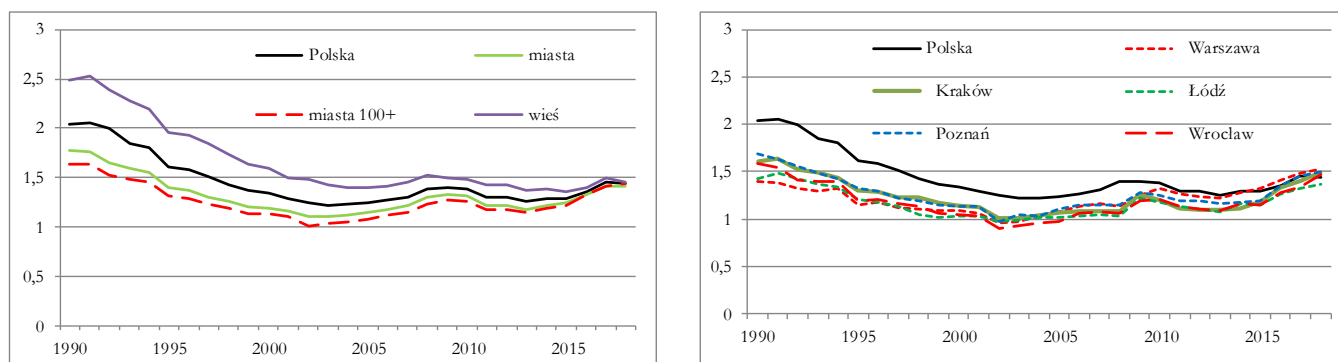 3
2,5
2
1,5
1
0,5
0
1990 1995 2000 2005 2010 2015
Polska miasta
miasta 100+ wieś
3
2,5
2
1,5
1
0,5
0
1990 1995 2000 2005 2010 2015
Polska Warszawa
Kraków Łódź
Poznań Wrocław